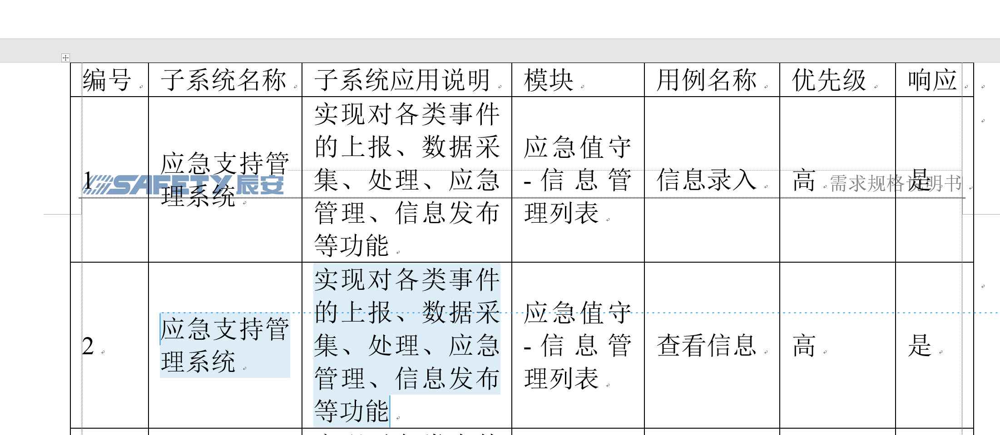 编号 子系统名称 子系统应用说明 模块 用例名称 优先级 响应
1
应急支持管
理系统
实现对各类事件
的上报、数据采
集、处理、应急
管理、信息发布
等功能
应急值守
-信息管
理列表
信息录入
高
是
SAFETY辰安
需求规格说明书
2
应急支持管
理系统
实现对各类事件
的上报、数据采
集、处理、应急
管理、信息发布
等功能
应急值守
-信息管
理列表
查看信息
高
是